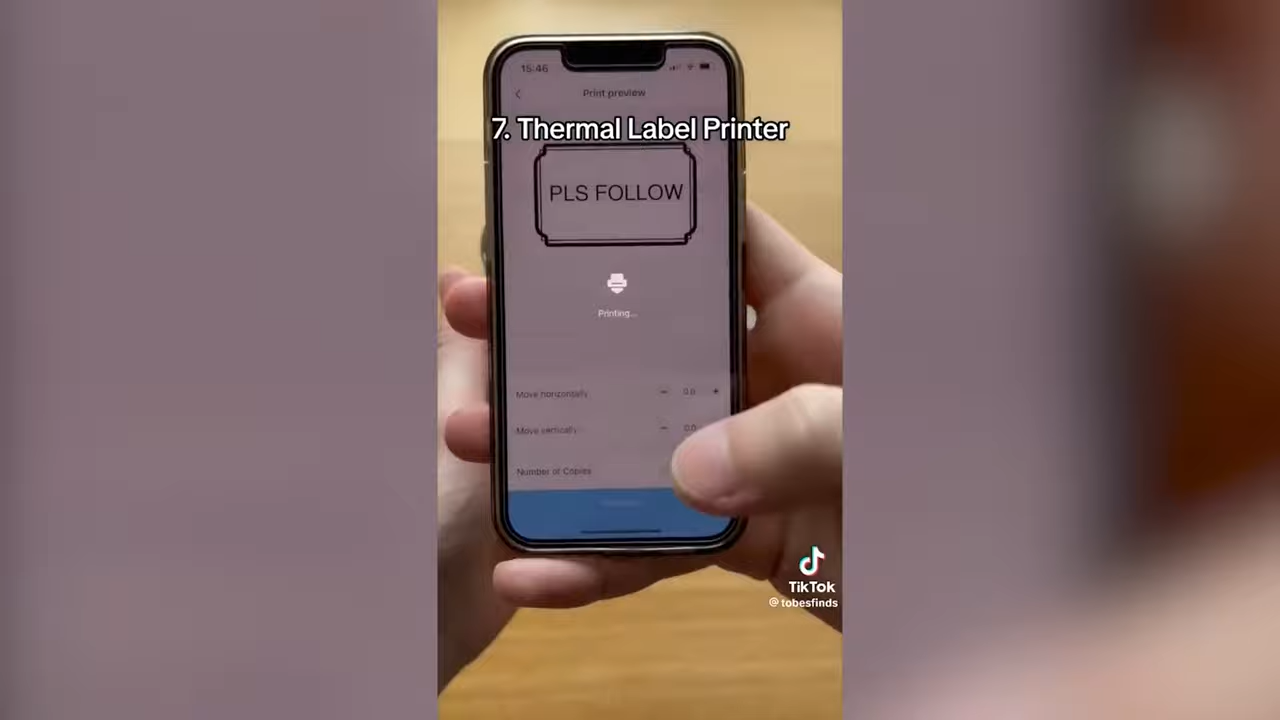 15:46
Print preview
7. Thermal Label Printer
PLS FOLLOW
Printing...
Move horizontally
0.0
Move vertically
0.0
Number of Copies
TikTok
@tobesfinds